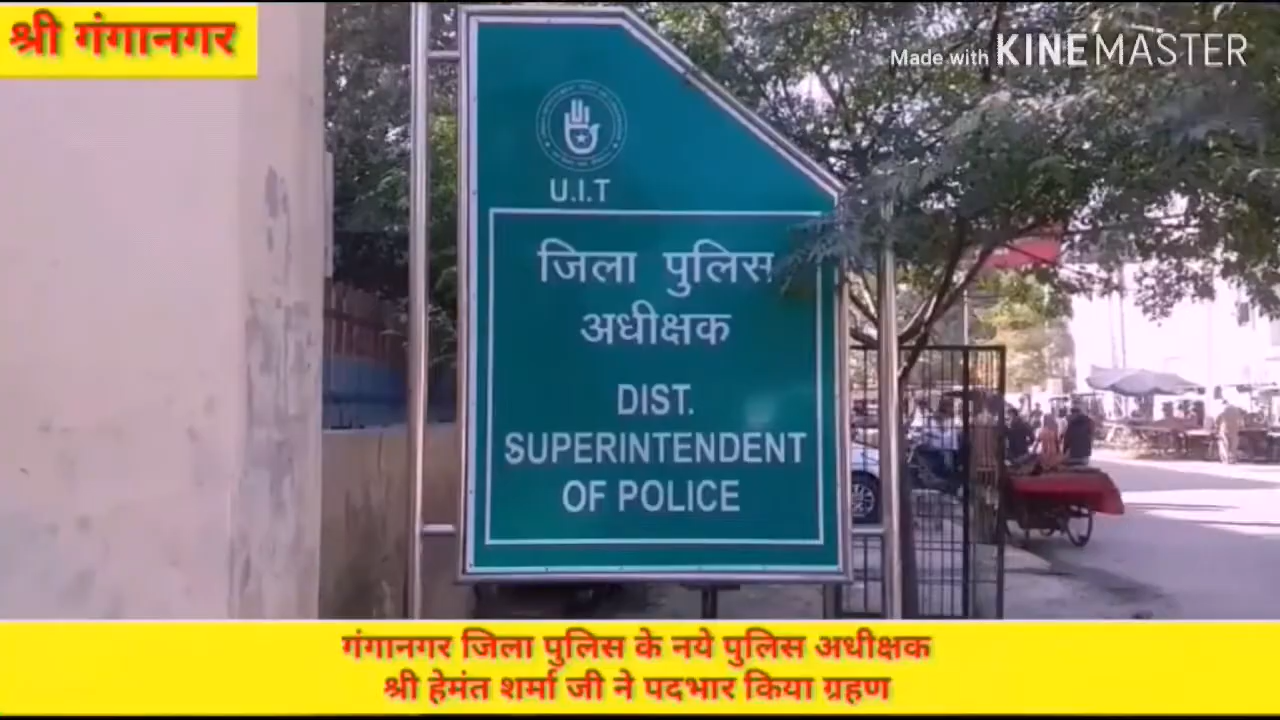 श्री गंगानगर
Made with KINEMASTER
U.I.T
जिला पुलिस
अधीक्षक
DIST.
SUPERINTENDENT
OF POLICE
गंगानगर जिला पुलिस के नये पुलिस अधीक्षक
श्री हेमंत शर्मा जी ने पदभार किया ग्रहण